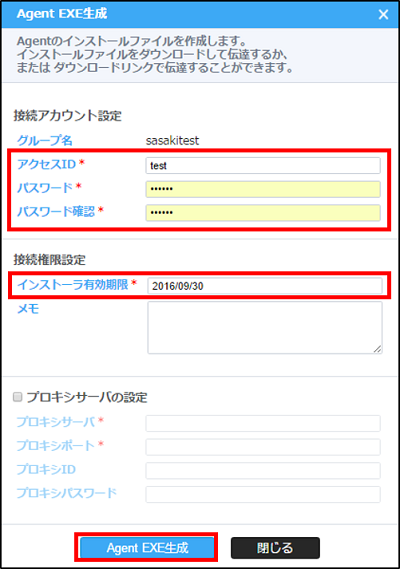 Agent EXE生成 ×
Agentのインストールファイルを作成します。
インストールファイルをダウンロードして伝達するか、
または ダウンロードリンクで伝達することができます。
接続アカウント設定
グループ名 sasakitest
アクセスID * test
パスワード * ••••••
パスワード確認 * ••••••
接続権限設定
インストーラ有効期限 * 2016/09/30
メモ
プロキシサーバの設定
プロキシサーバ *
プロキシポート *
プロキシID
プロキシパスワード
Agent EXE生成 閉じる